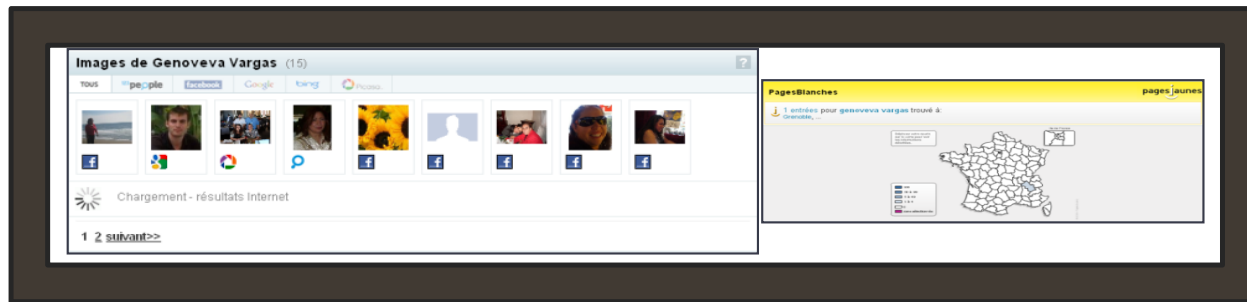 Images de Genoveva Vargas (15)
?
TOUS people facebook Google bing Picasa
Chargement - résultats Internet
1 2 suivant>>
PagesBlanches
pagesjaunes
1 entrées pour genoveva vargas trouvé à:
Grenoble, ...